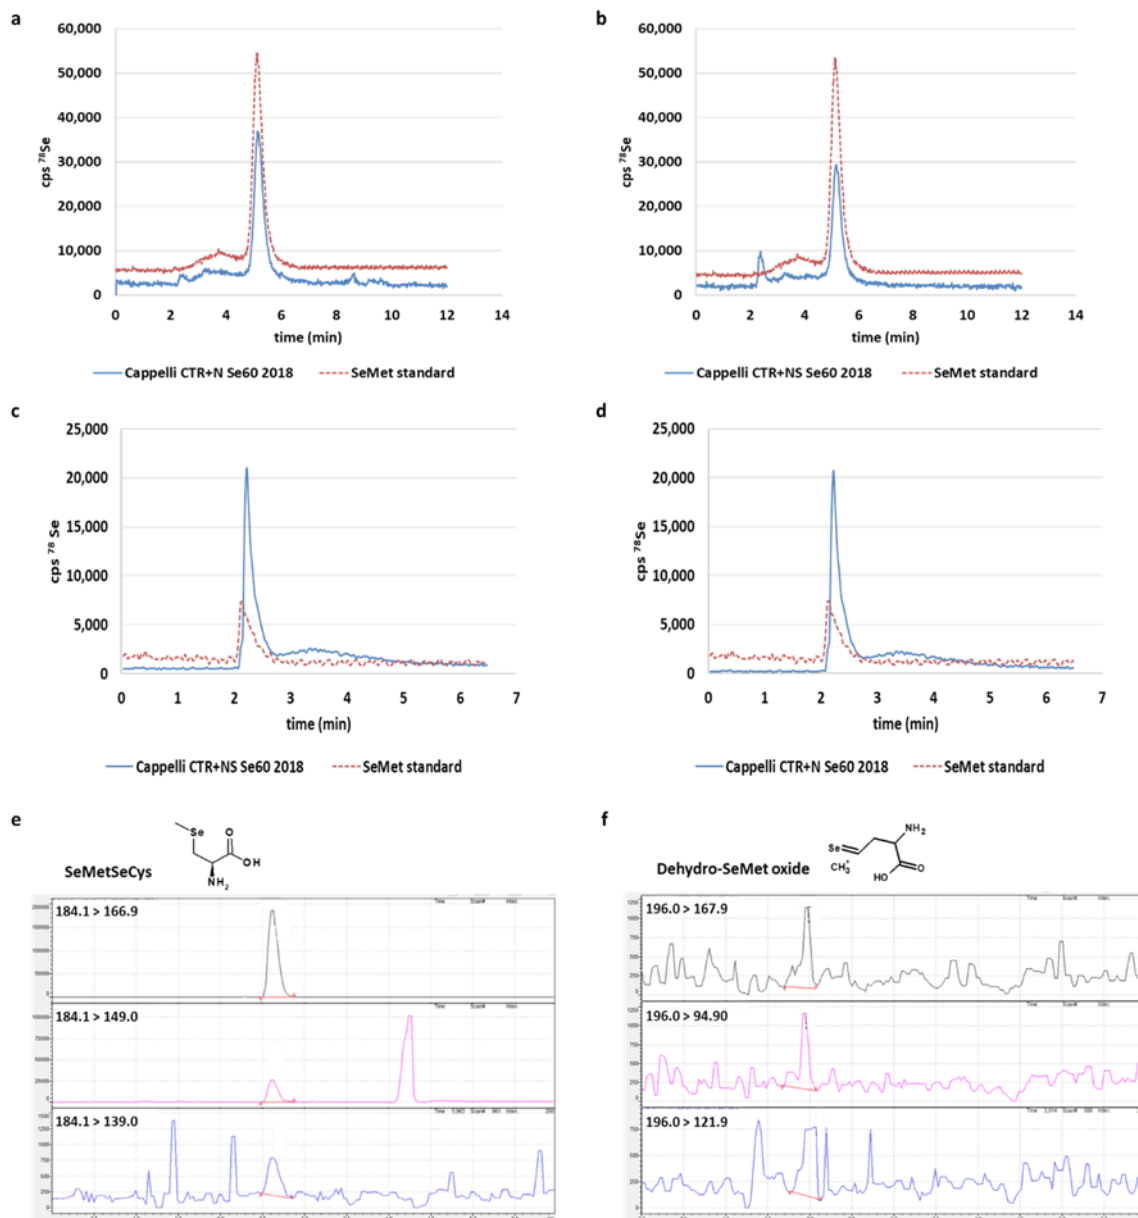 a
60,000
50,000
40,000
30,000
20,000
10,000
0
cps ⁷⁸Se
0 2 4 6 8 10 12 14
time (min)
Cappelli CTR+N Se60 2018 SeMet standard
b
60,000
50,000
40,000
30,000
20,000
10,000
0
cps ⁷⁸Se
0 2 4 6 8 10 12 14
time (min)
Cappelli CTR+NS Se60 2018 SeMet standard
c
25,000
20,000
15,000
10,000
5,000
0
cps ⁷⁸ Se
0 1 2 3 4 5 6 7
time (min)
Cappelli CTR+NS Se60 2018 SeMet standard
d
25,000
20,000
15,000
10,000
5,000
0
cps ⁷⁸ Se
0 1 2 3 4 5 6 7
time (min)
Cappelli CTR+N Se60 2018 SeMet standard
e
SeMetSeCys
Se
O
OH
NH₂
Time Scan# Inten.
184.1 > 166.9
184.1 > 149.0
184.1 > 139.0
f
Dehydro-SeMet oxide
Se
NH₂
CH₃⁺
HO
O
Time Scan# Inten.
196.0 > 167.9
196.0 > 94.90
196.0 > 121.9